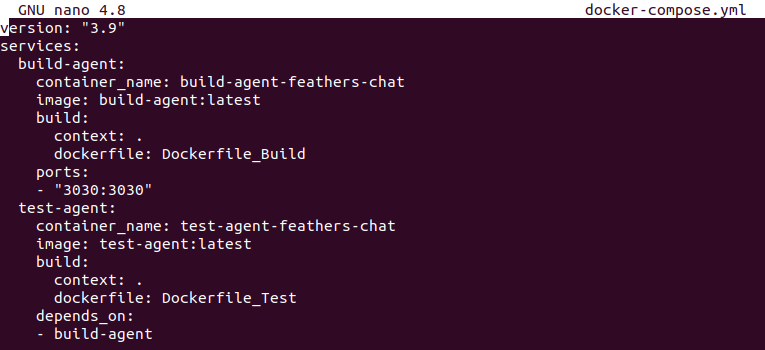 GNU nano 4.8 docker-compose.yml
version: "3.9"
services:
  build-agent:
    container_name: build-agent-feathers-chat
    image: build-agent:latest
    build:
      context: .
      dockerfile: Dockerfile_Build
    ports:
    - "3030:3030"
  test-agent:
    container_name: test-agent-feathers-chat
    image: test-agent:latest
    build:
      context: .
      dockerfile: Dockerfile_Test
    depends_on:
    - build-agent